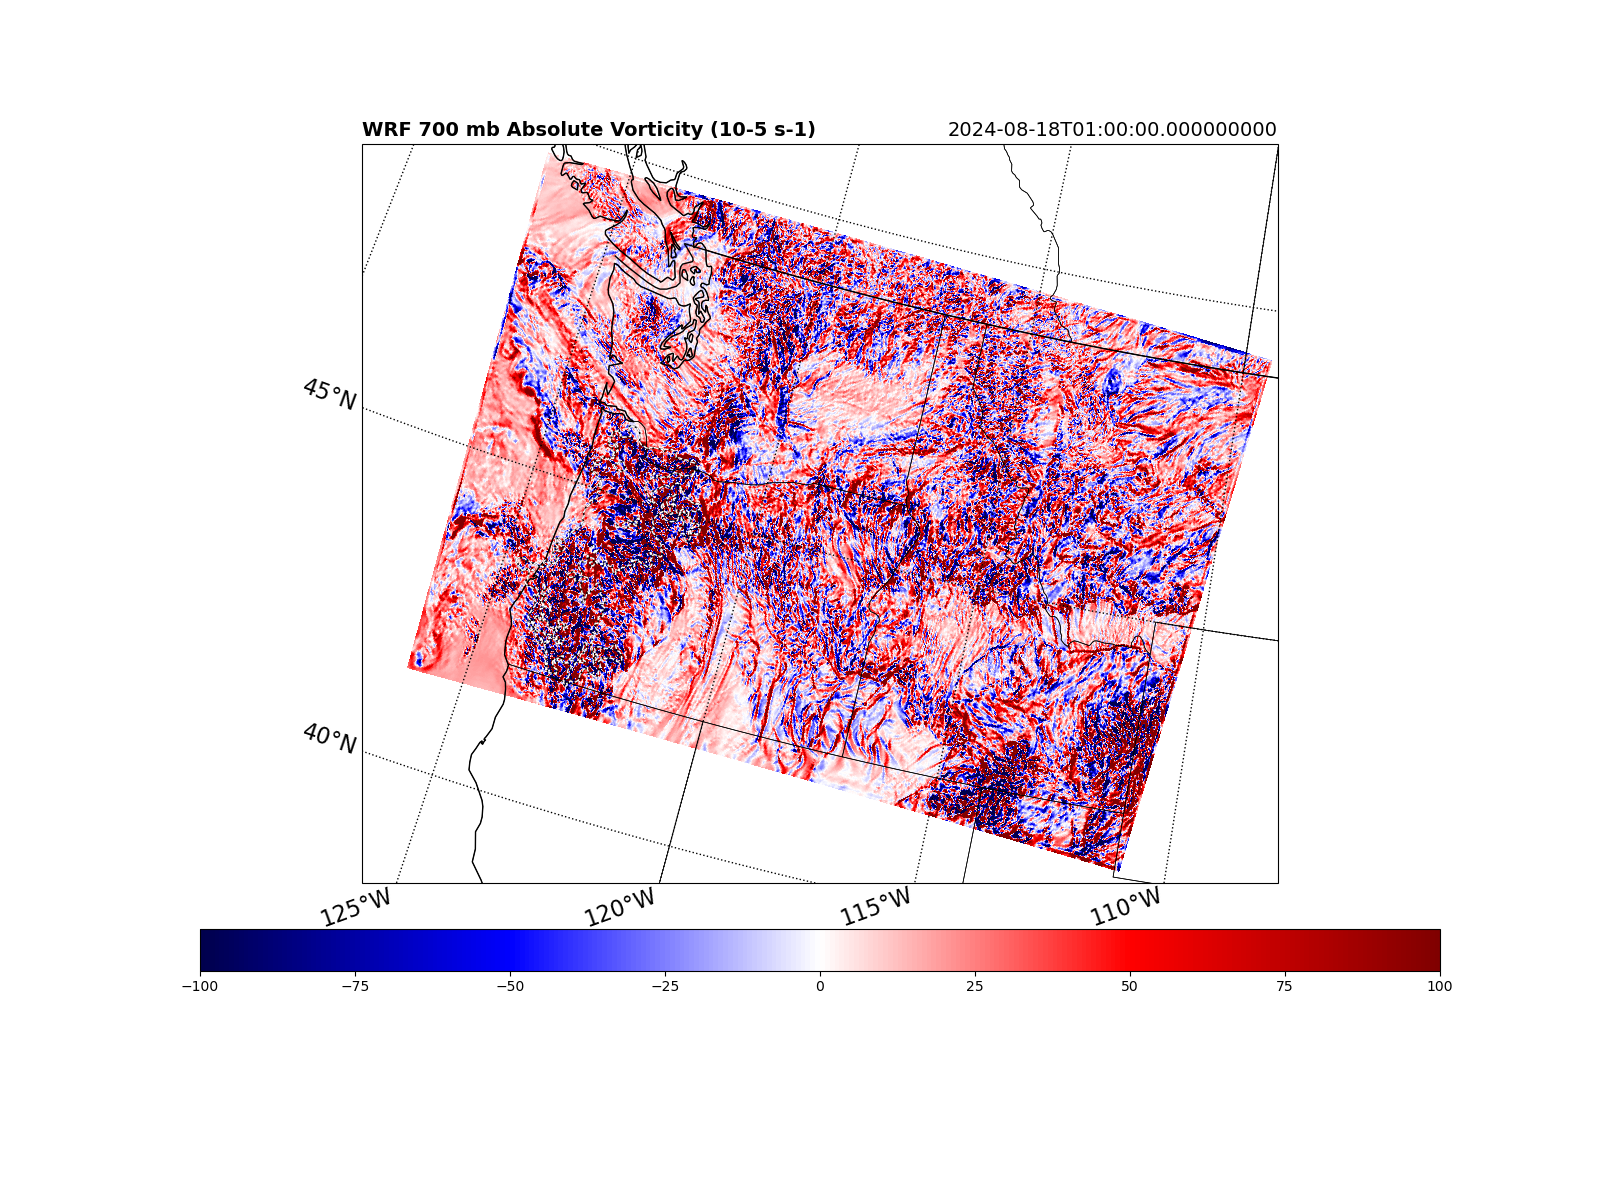 WRF 700 mb Absolute Vorticity (10-5 s-1)
2024-08-18T01:00:00.000000000
45°N
40°N
125°W
120°W
115°W
110°W
−100
−75
−50
−25
0
25
50
75
100